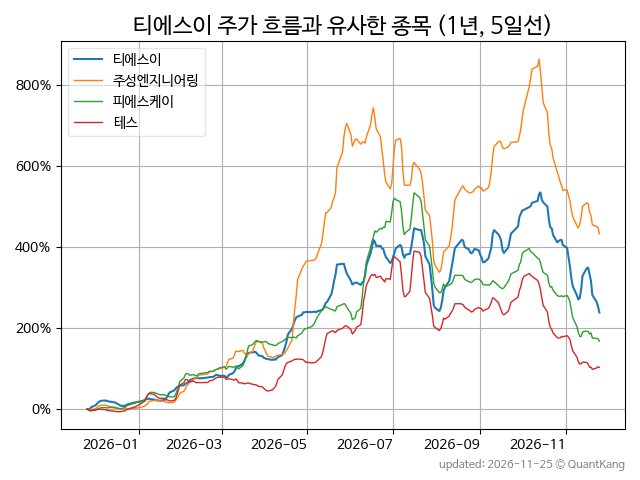 티에스이 주가 흐름과 유사한 종목 (1년, 5일선)
티에스이
주성엔지니어링
피에스케이
테스
800%
600%
400%
200%
0%
2026-01 2026-03 2026-05 2026-07 2026-09 2026-11
updated: 2026-11-25 © QuantKang